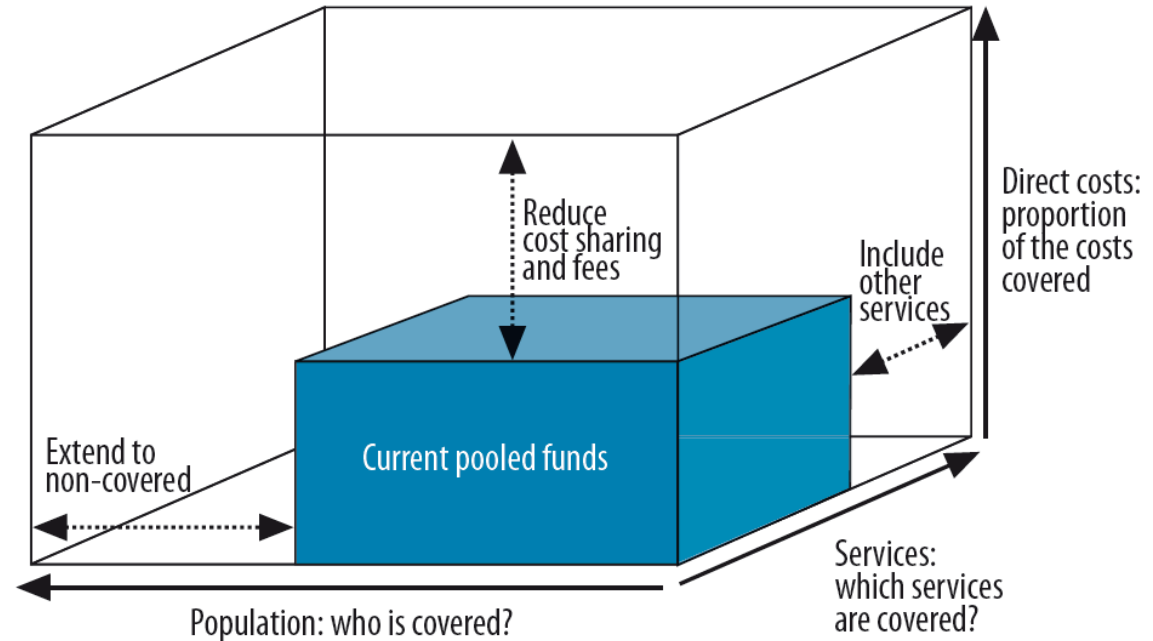 Direct costs:
proportion
of the costs
covered
Reduce
cost sharing
and fees
Include
other
services
Extend to
non-covered
Current pooled funds
Services:
which services
are covered?
Population: who is covered?